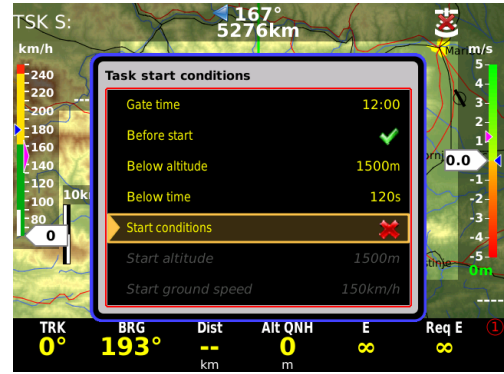 TSK S:
167°
5276km
km/h
m/s
240
220
200
180
160
140
120
100
80
0
10k
5
4
3
2
1
0.0
-1
-2
-3
-4
-5
0m
Task start conditions
Gate time 12:00
Before start
Below altitude 1500m
Below time 120s
Start conditions
Start altitude 1500m
Start ground speed 150km/h
TRK BRG Dist Alt QNH E Req E ①
0° 193° -- 0 ∞ ∞
km m